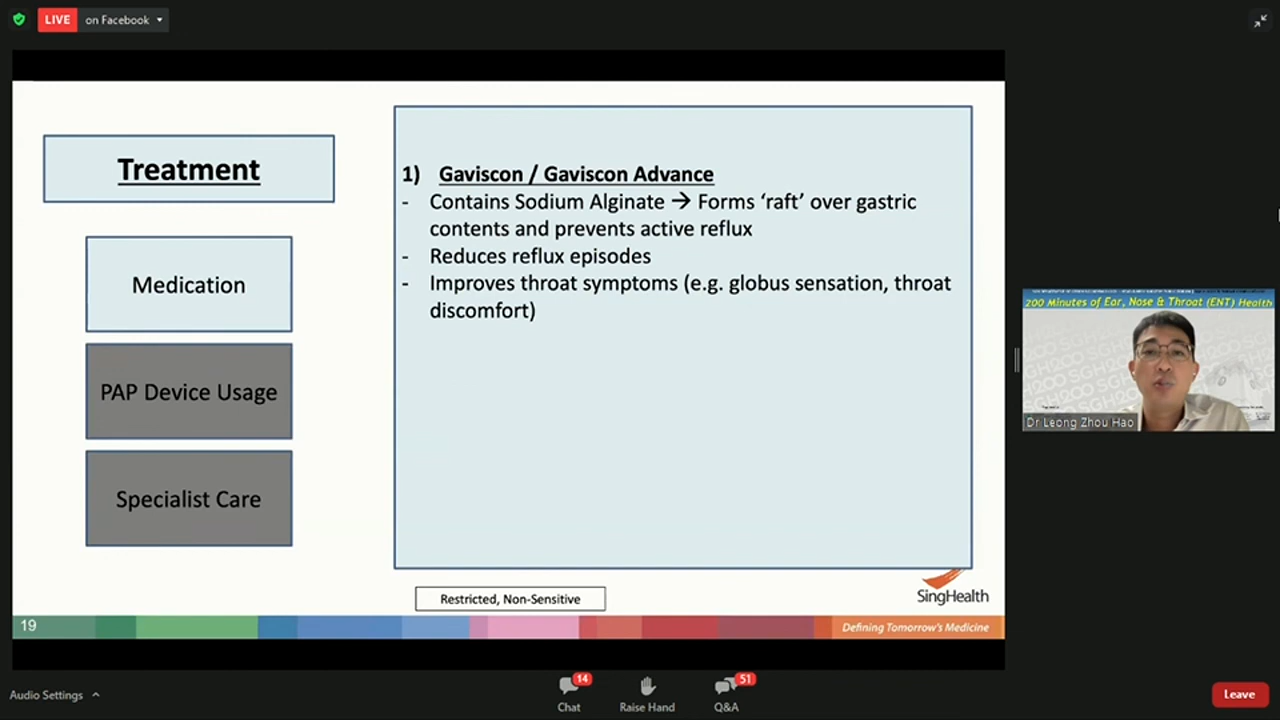 LIVE on Facebook
Treatment
Medication
PAP Device Usage
Specialist Care
1) Gaviscon / Gaviscon Advance
- Contains Sodium Alginate → Forms ‘raft’ over gastric
contents and prevents active reflux
- Reduces reflux episodes
- Improves throat symptoms (e.g. globus sensation, throat
discomfort)
Restricted, Non-Sensitive
SingHealth
19
Defining Tomorrow's Medicine
200 Minutes of Ear, Nose & Throat (ENT) Health
SGH200 SGH200
Dr Leong Zhou Hao
Audio Settings
14
Chat
Raise Hand
51
Q&A
Leave